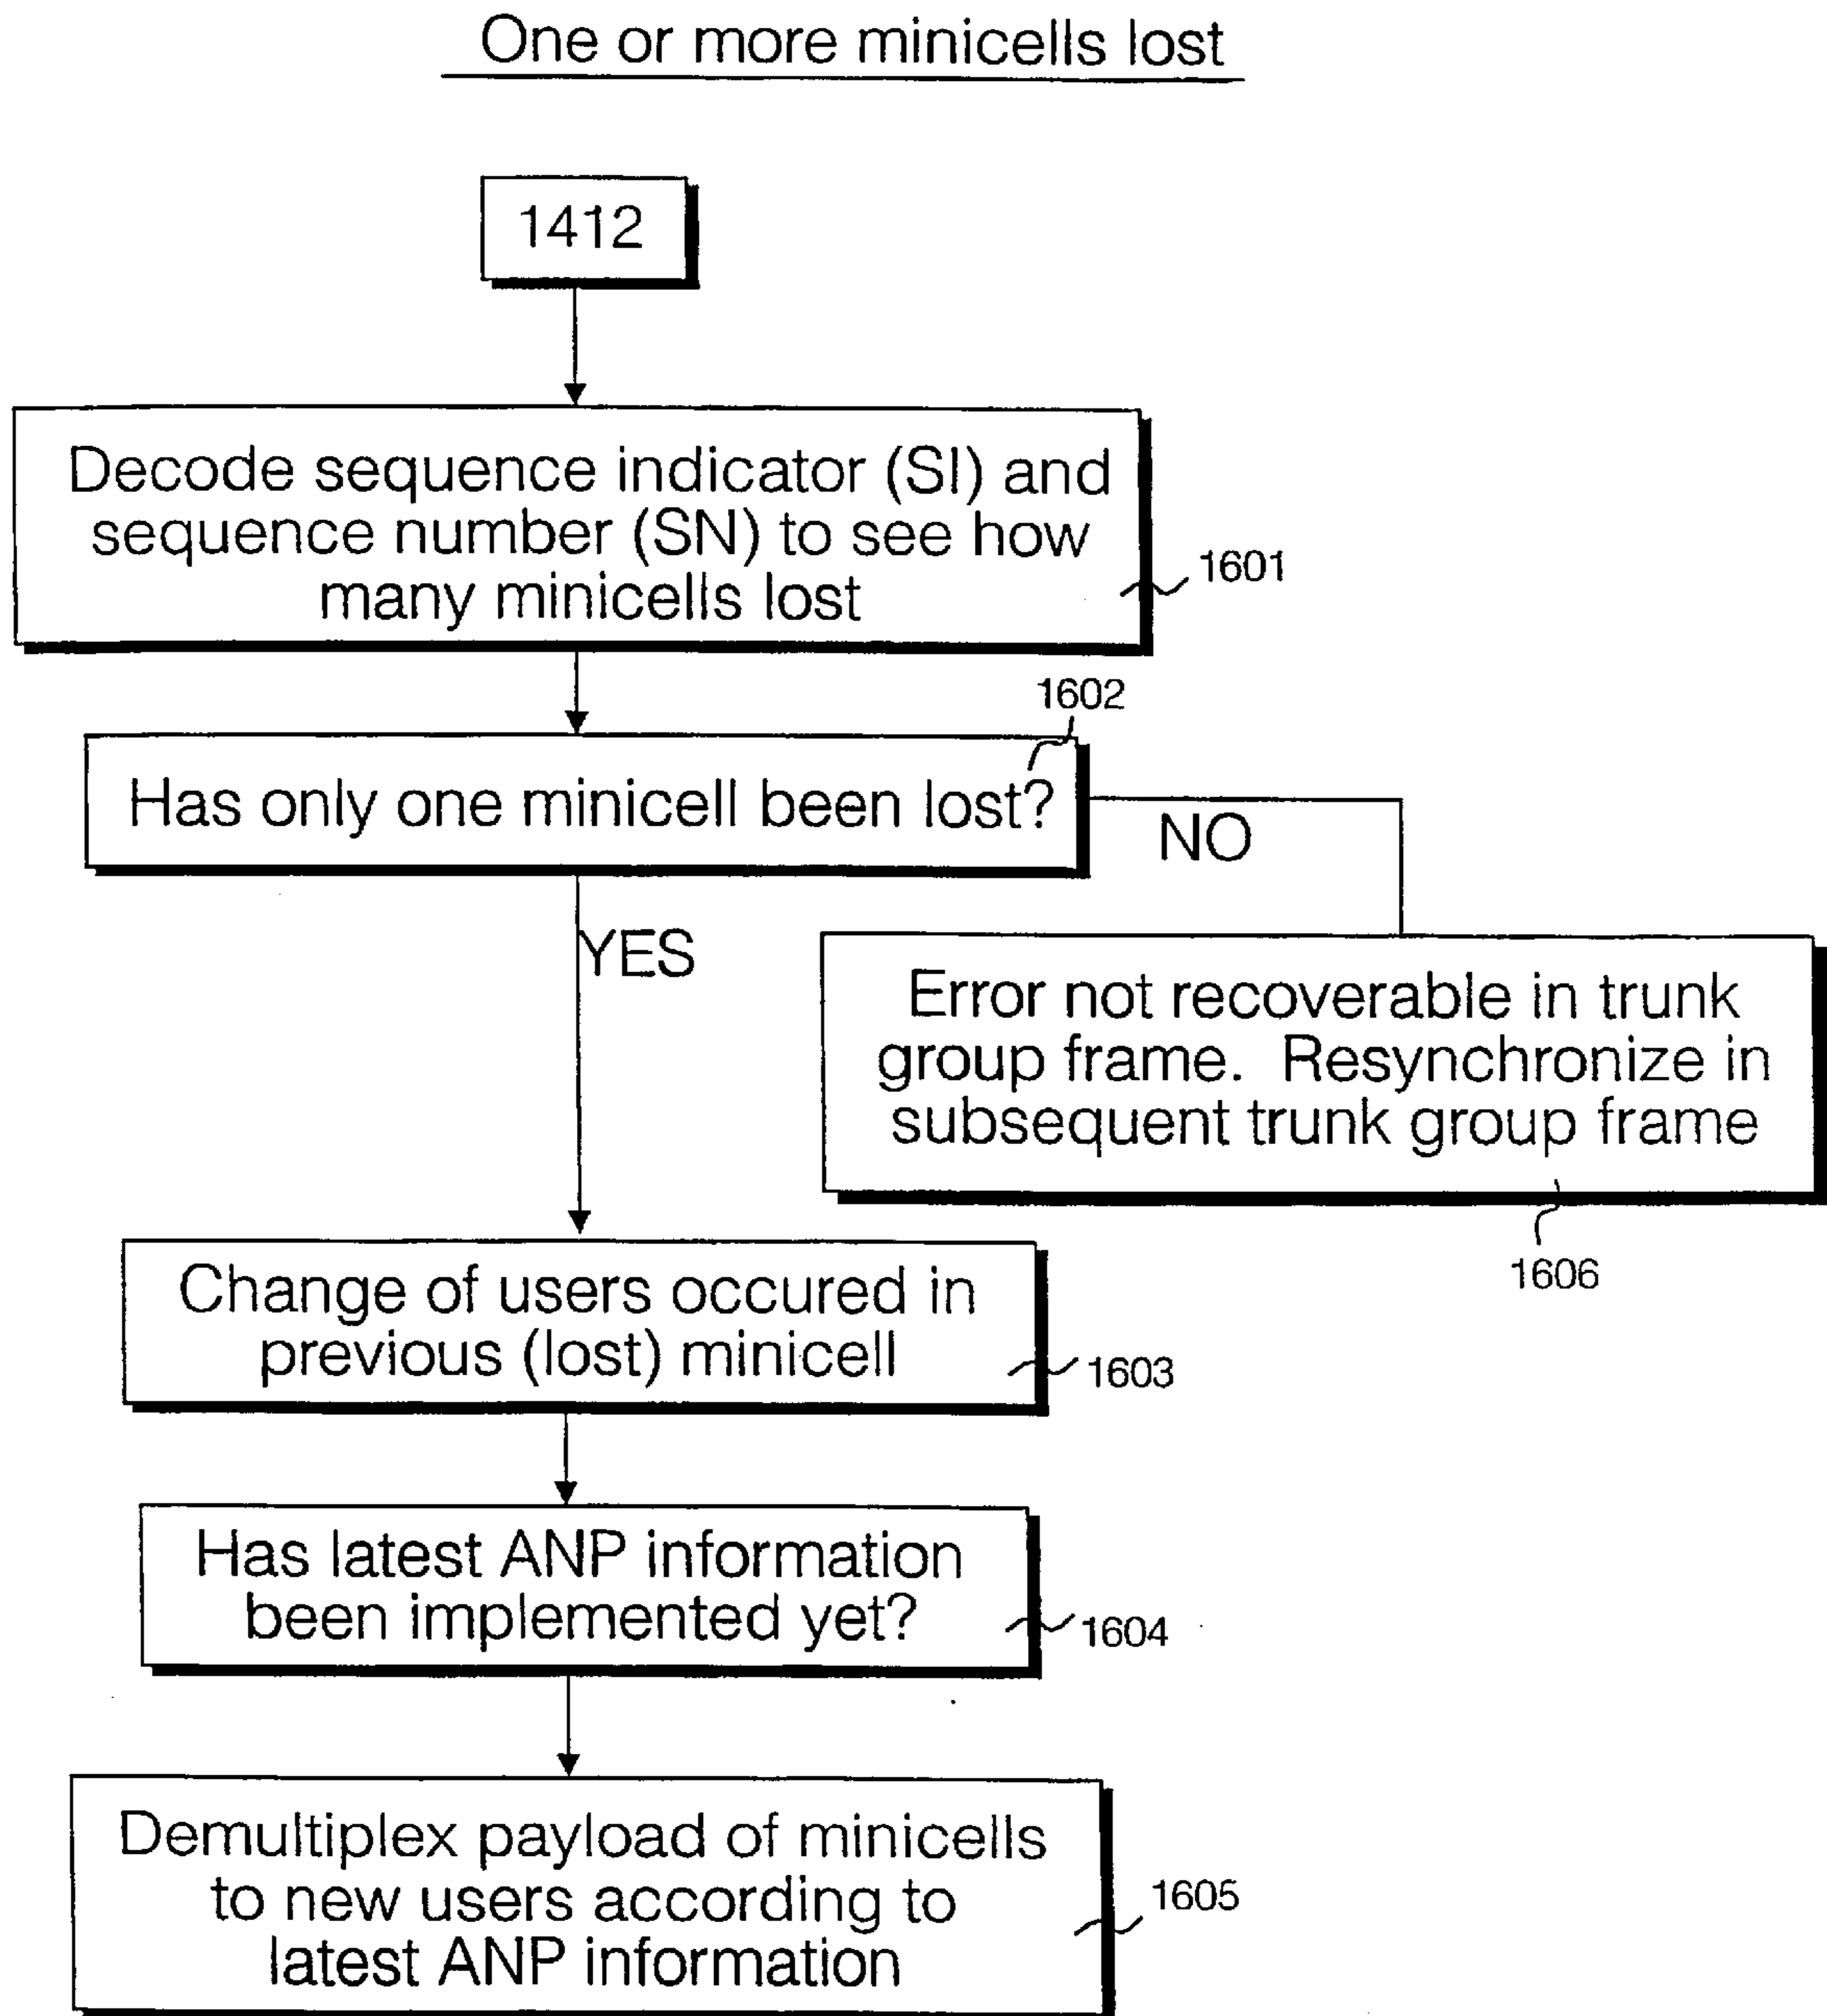 One or more minicells lost
1412
Decode sequence indicator (SI) and
sequence number (SN) to see how
many minicells lost
1601
1602
Has only one minicell been lost?
NO
YES
Error not recoverable in trunk
group frame. Resynchronize in
subsequent trunk group frame
1606
Change of users occured in
previous (lost) minicell
1603
Has latest ANP information
been implemented yet?
1604
Demultiplex payload of minicells
to new users according to
latest ANP information
1605